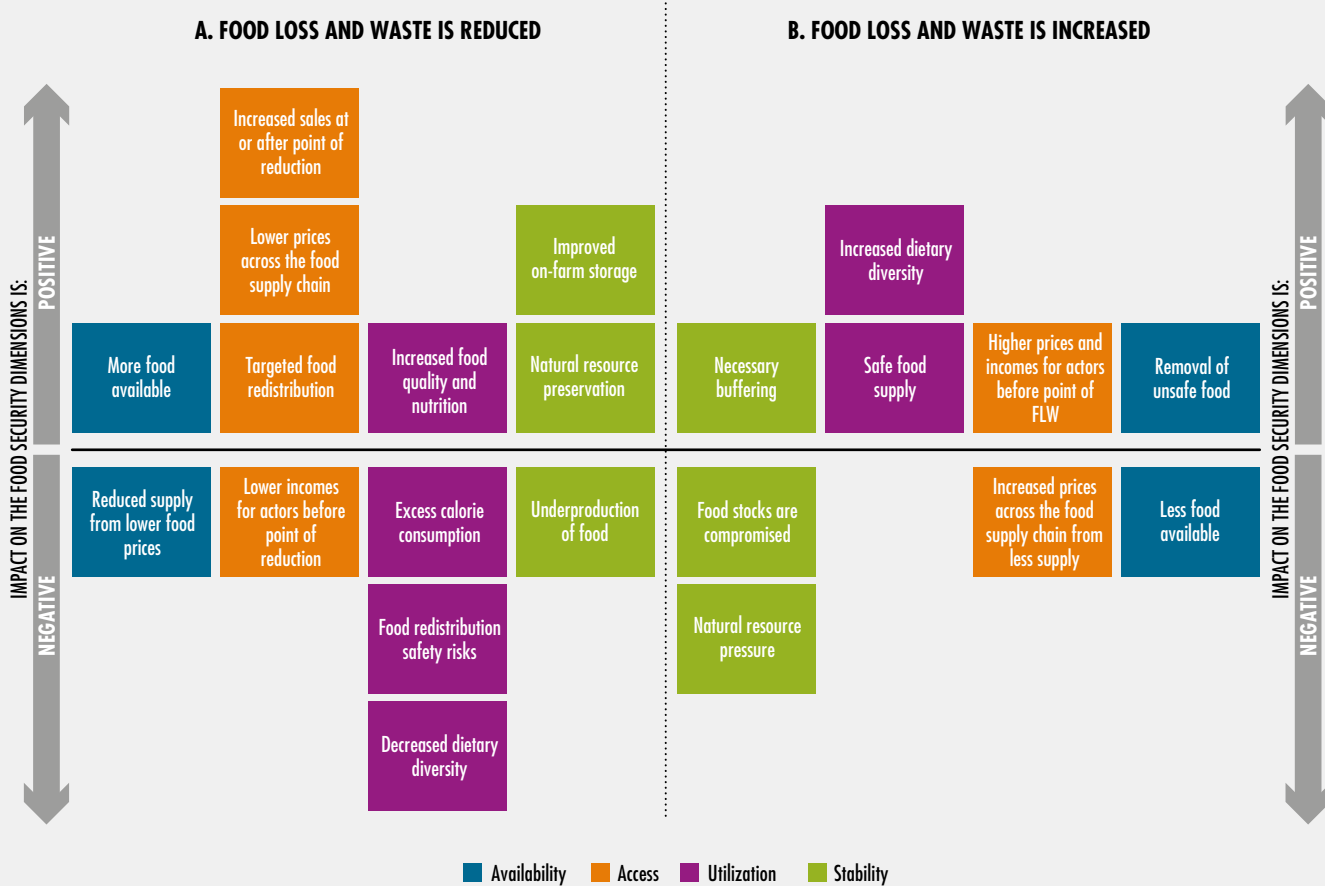 A. FOOD LOSS AND WASTE IS REDUCED
B. FOOD LOSS AND WASTE IS INCREASED
IMPACT ON THE FOOD SECURITY DIMENSIONS IS:
POSITIVE
NEGATIVE
Increased sales at
or after point of
reduction
Lower prices
across the food
supply chain
Improved
on-farm storage
More food
available
Targeted food
redistribution
Increased food
quality and
nutrition
Natural resource
preservation
Reduced supply
from lower food
prices
Lower incomes
for actors before
point of
reduction
Excess calorie
consumption
Underproduction
of food
Food redistribution
safety risks
Decreased dietary
diversity
Increased dietary
diversity
Necessary
buffering
Safe food
supply
Higher prices and
incomes for actors
before point of
FLW
Removal of
unsafe food
Food stocks are
compromised
Increased prices
across the food
supply chain from
less supply
Less food
available
Natural resource
pressure
IMPACT ON THE FOOD SECURITY DIMENSIONS IS:
POSITIVE
NEGATIVE
Availability
Access
Utilization
Stability